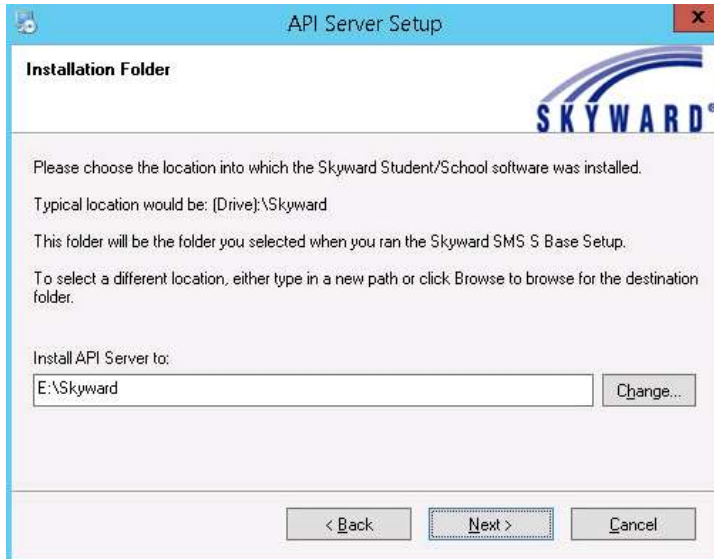 API Server Setup
x
Installation Folder
SKYWARD®
Please choose the location into which the Skyward Student/School software was installed.
Typical location would be: (Drive):\Skyward
This folder will be the folder you selected when you ran the Skyward SMS S Base Setup.
To select a different location, either type in a new path or click Browse to browse for the destination
folder.
Install API Server to:
E:\Skyward
Change...
< Back
Next >
Cancel